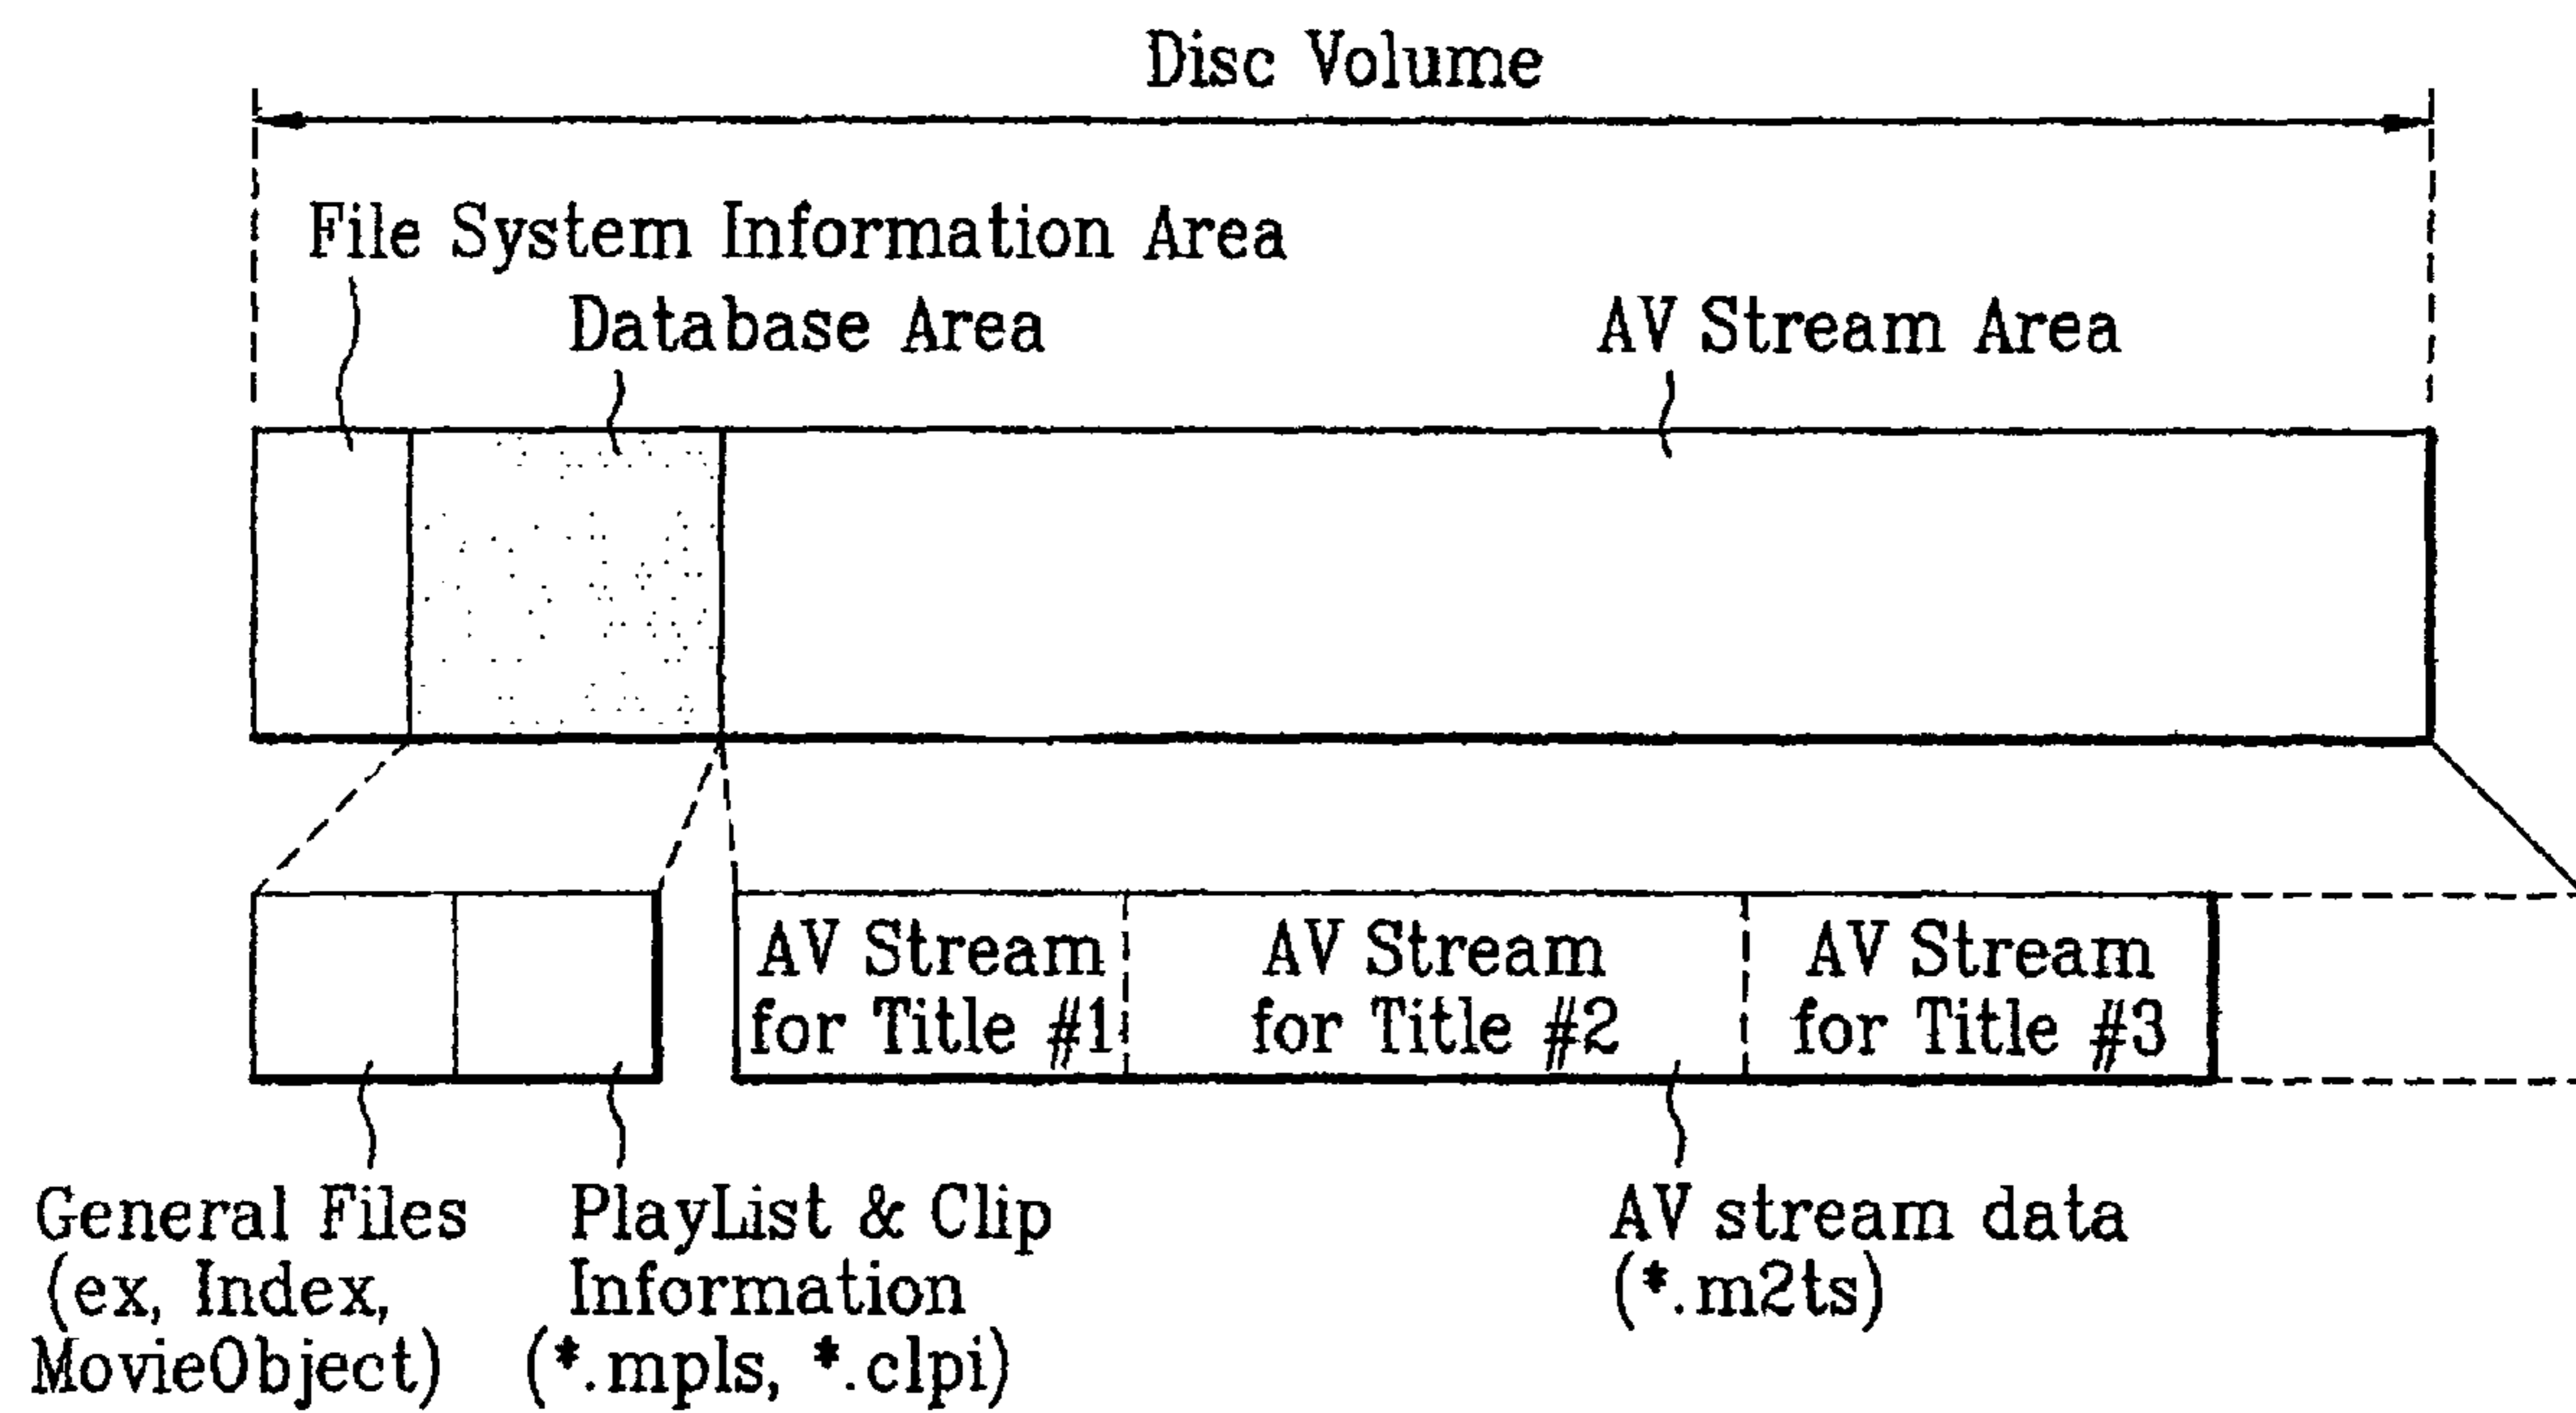 Disc Volume
File System Information Area
Database Area
AV Stream Area
AV Stream
for Title #1
AV Stream
for Title #2
AV Stream
for Title #3
General Files
(ex, Index,
MovieObject)
PlayList & Clip
Information
(*.mpls, *.clpi)
AV stream data
(*.m2ts)